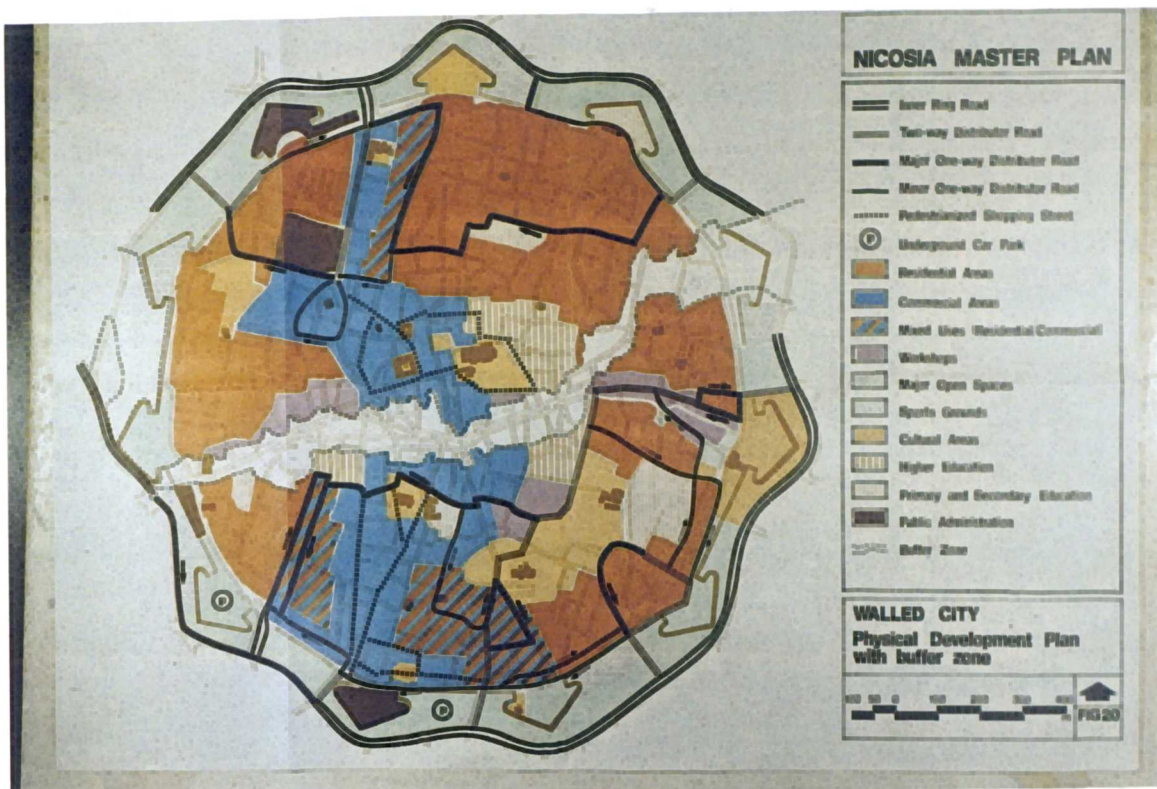 NICOSIA MASTER PLAN
Inner Ring Road
Two-way Distributor Road
Major One-way Distributor Road
Minor One-way Distributor Road
Pedestrianized Shopping Street
P Underground Car Park
Residential Areas
Commercial Areas
Mixed Uses (Residential/Commercial)
Workshops
Major Open Spaces
Sports Grounds
Cultural Areas
Higher Education
Primary and Secondary Education
Public Administration
Buffer Zone
P
P
WALLED CITY
Physical Development Plan
with buffer zone
FIG 20